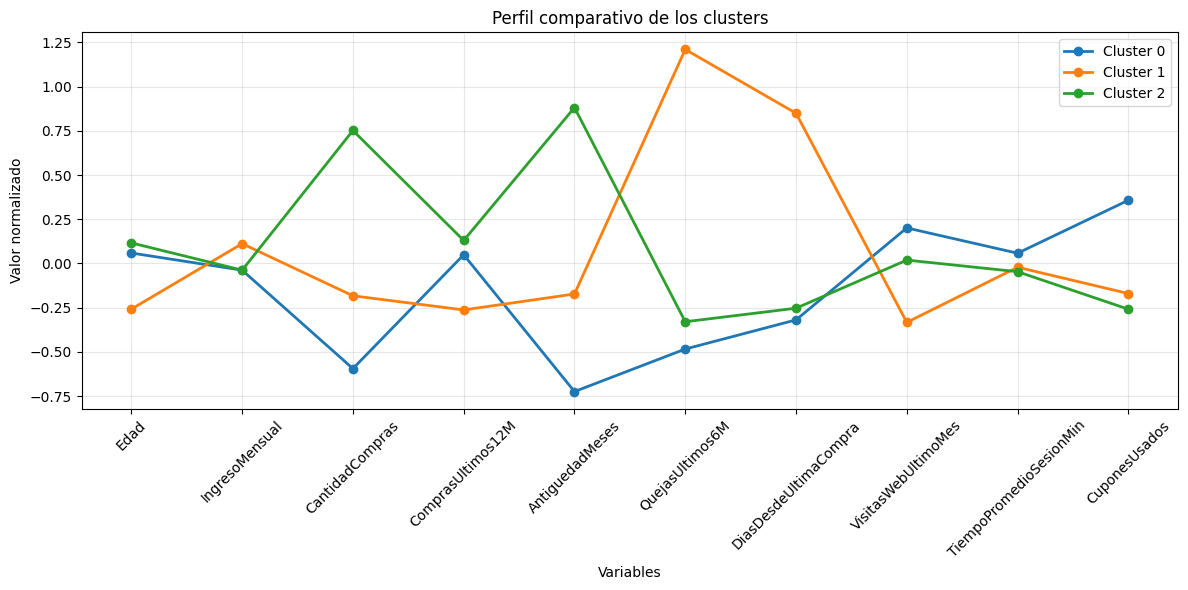 Perfil comparativo de los clusters
Cluster 0
Cluster 1
Cluster 2
Valor normalizado
1.25
1.00
0.75
0.50
0.25
0.00
−0.25
−0.50
−0.75
Edad
IngresoMensual
CantidadCompras
ComprasUltimos12M
AntiguedadMeses
QuejasUltimos6M
DiasDesdeUltimaCompra
VisitasWebUltimoMes
TiempoPromedioSesionMin
CuponesUsados
Variables